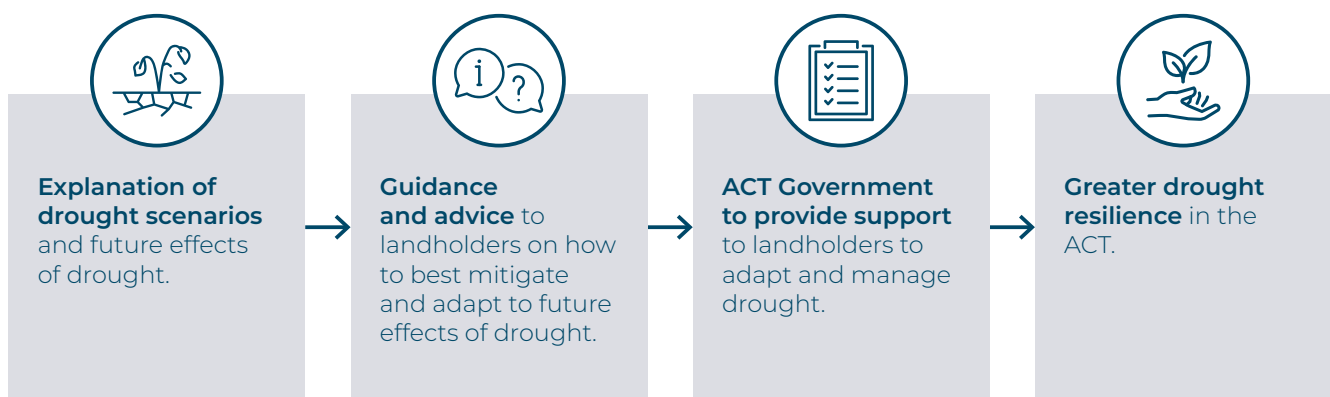 Explanation of
drought scenarios
and future effects
of drought.
Guidance
and advice to
landholders on how
to best mitigate
and adapt to future
effects of drought.
ACT Government
to provide support
to landholders to
adapt and manage
drought.
Greater drought
resilience in the
ACT.